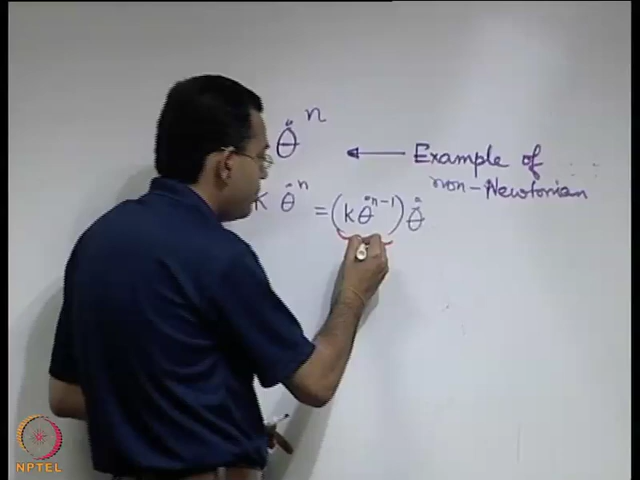 θ̇ⁿ ← Example of
non-Newtonian
k θ̇ⁿ = (k θ̇ⁿ⁻¹) θ̇
NPTEL